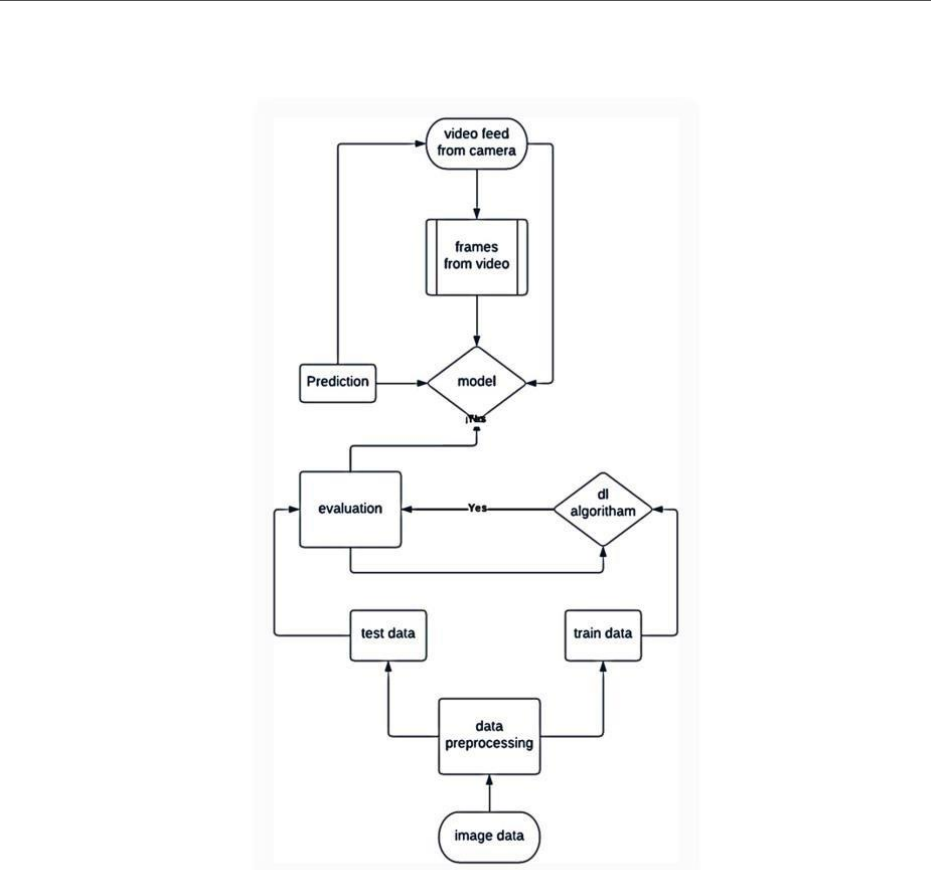 video feed
from camera
frames
from video
Prediction
model
evaluation
Yes
dl
algoritham
test data
train data
data
preprocessing
image data